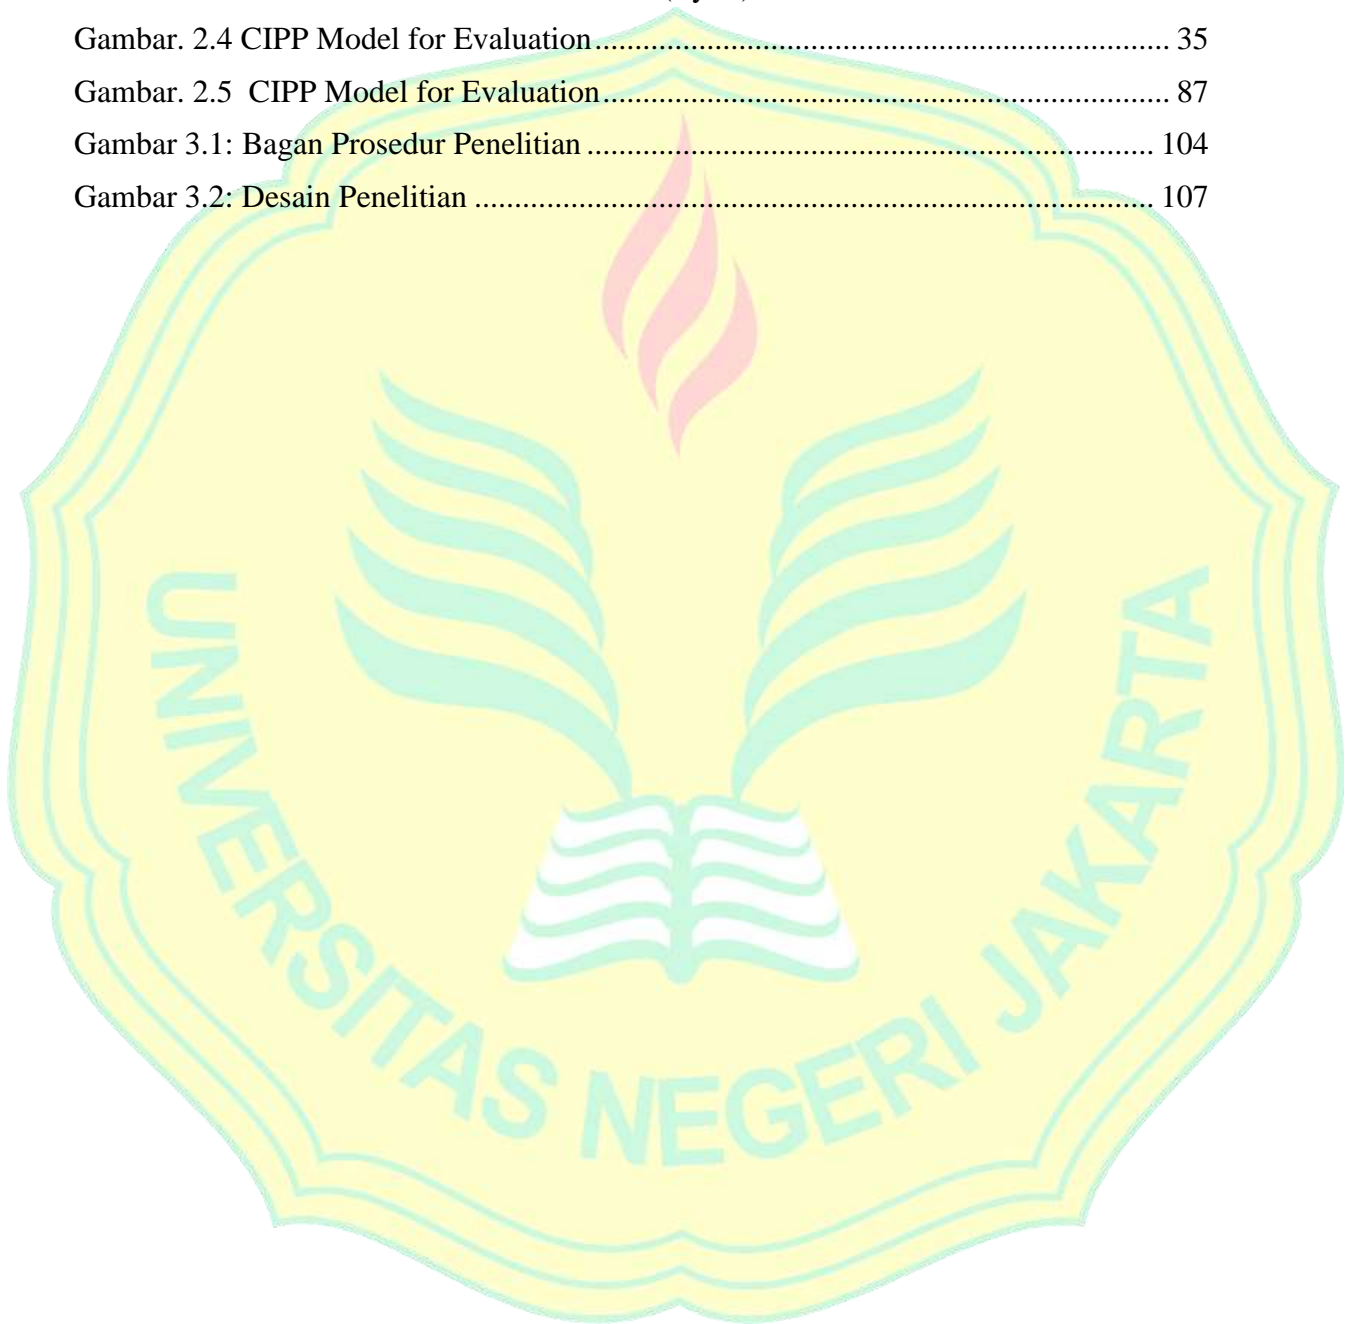 Gambar. 2.4 CIPP Model for Evaluation........................................................................ 35
Gambar. 2.5  CIPP Model for Evaluation....................................................................... 87
Gambar 3.1: Bagan Prosedur Penelitian ....................................................................... 104
Gambar 3.2: Desain Penelitian ..................................................................................... 107
UNIVERSITAS NEGERI JAKARTA